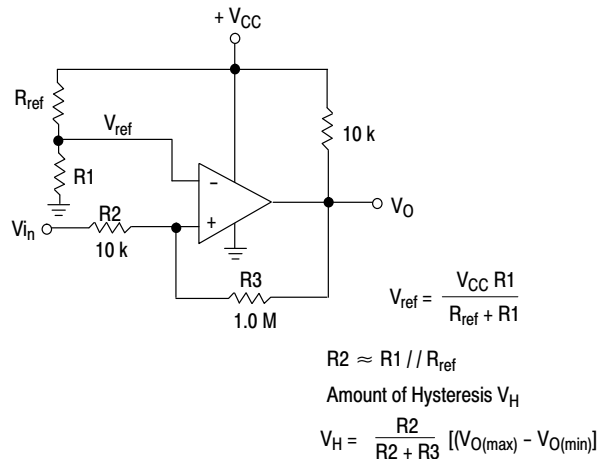 + VCC
Rref
Vref
10 k
R1
−
VO
Vin
R2
+
10 k
R3
1.0 M
Vref = VCC R1 / Rref + R1
R2 ≈ R1 // Rref
Amount of Hysteresis VH
VH = R2 / R2 + R3 [(VO(max) − VO(min)]